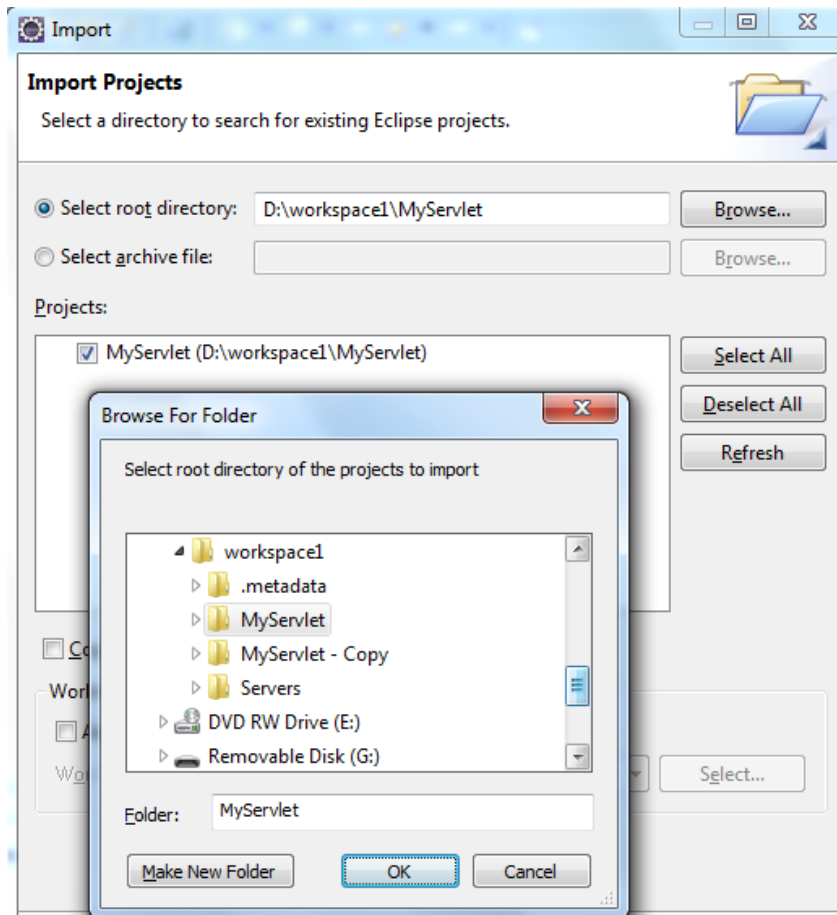 Import
Import Projects
Select a directory to search for existing Eclipse projects.
Select root directory: D:\workspace1\MyServlet Browse...
Select archive file: Browse...
Projects:
MyServlet (D:\workspace1\MyServlet)
Select All
Deselect All
Refresh
Browse For Folder
Select root directory of the projects to import
workspace1
.metadata
MyServlet
MyServlet - Copy
Servers
DVD RW Drive (E:)
Removable Disk (G:)
Select...
Folder: MyServlet
Make New Folder OK Cancel